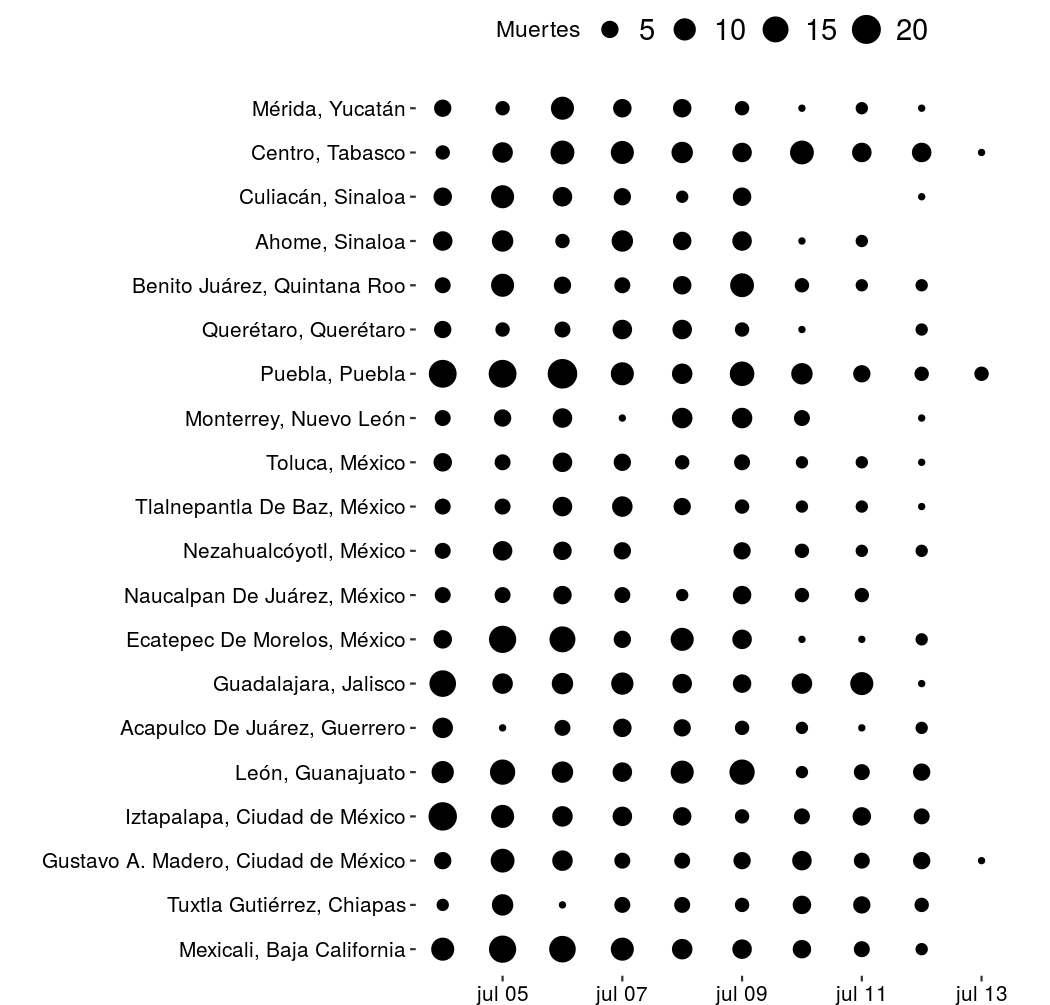 Muertes 5 10 15 20
Mérida, Yucatán
Centro, Tabasco
Culiacán, Sinaloa
Ahome, Sinaloa
Benito Juárez, Quintana Roo
Querétaro, Querétaro
Puebla, Puebla
Monterrey, Nuevo León
Toluca, México
Tlalnepantla De Baz, México
Nezahualcóyotl, México
Naucalpan De Juárez, México
Ecatepec De Morelos, México
Guadalajara, Jalisco
Acapulco De Juárez, Guerrero
León, Guanajuato
Iztapalapa, Ciudad de México
Gustavo A. Madero, Ciudad de México
Tuxtla Gutiérrez, Chiapas
Mexicali, Baja California
jul 05 jul 07 jul 09 jul 11 jul 13